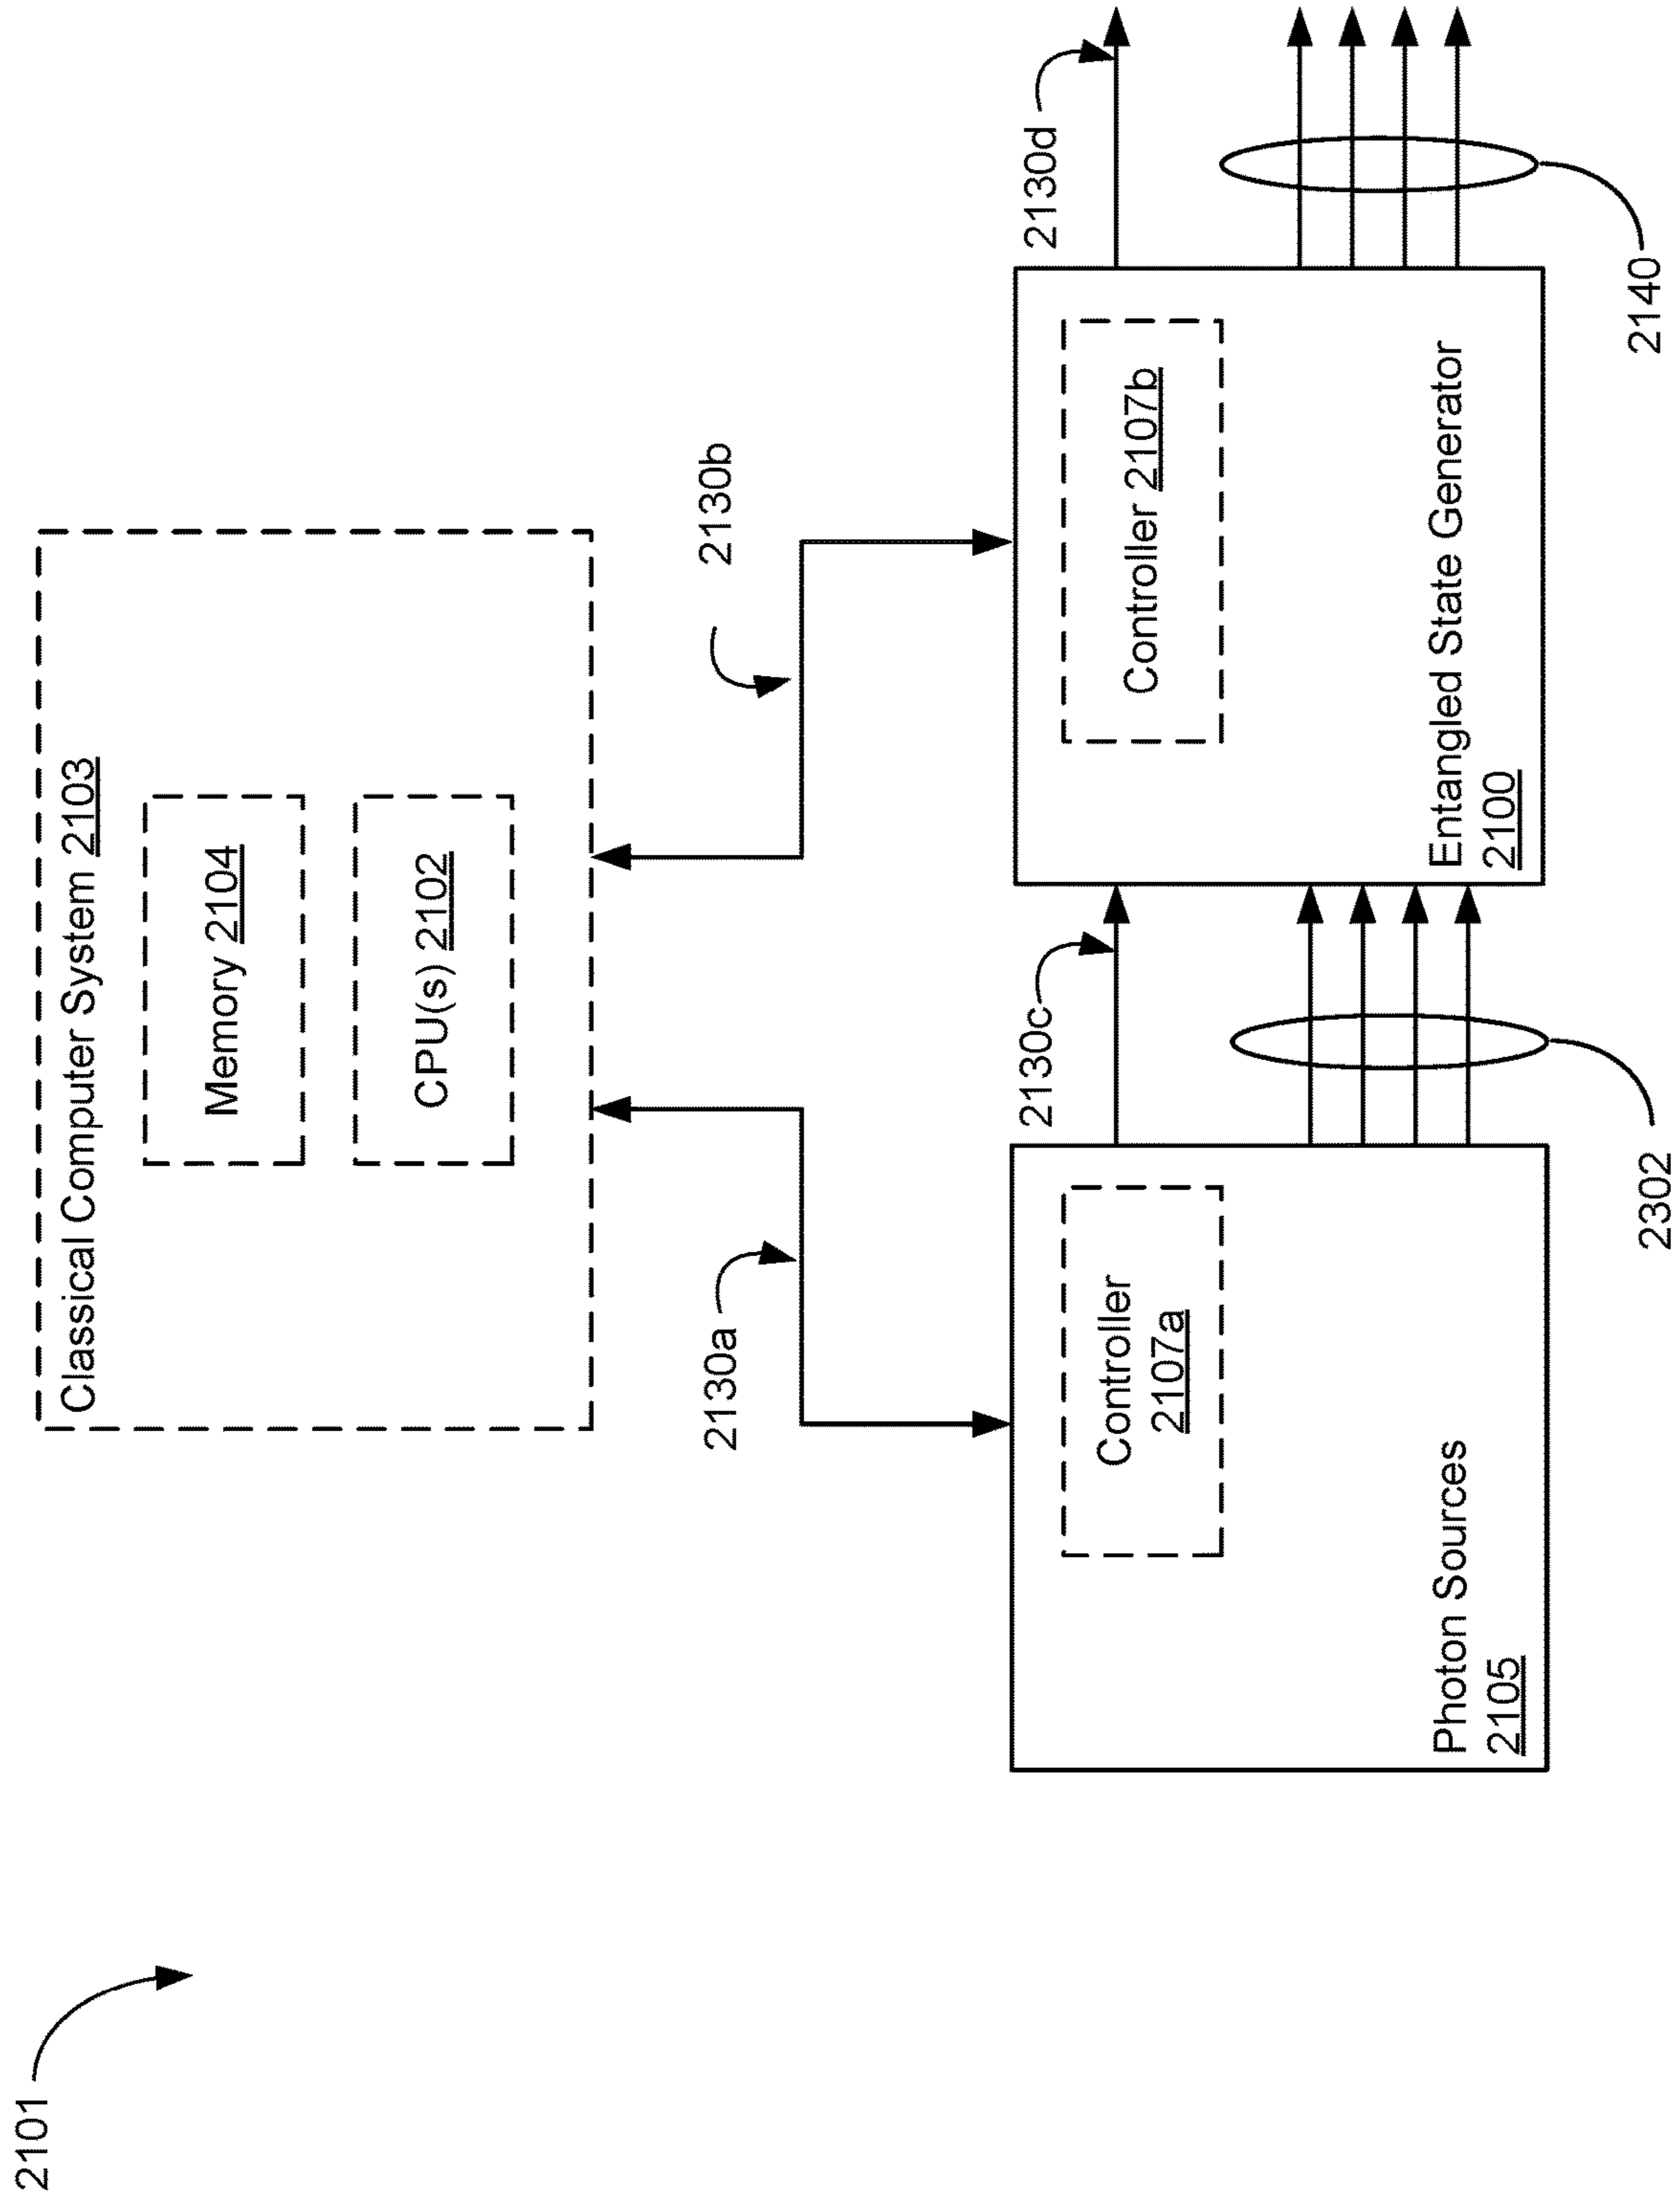 2101
Classical Computer System 2103
Memory 2104
CPU(s) 2102
2130a
2130b
2130c
2130d
Controller
2107a
Photon Sources
2105
Controller 2107b
Entangled State Generator
2100
2302
2140